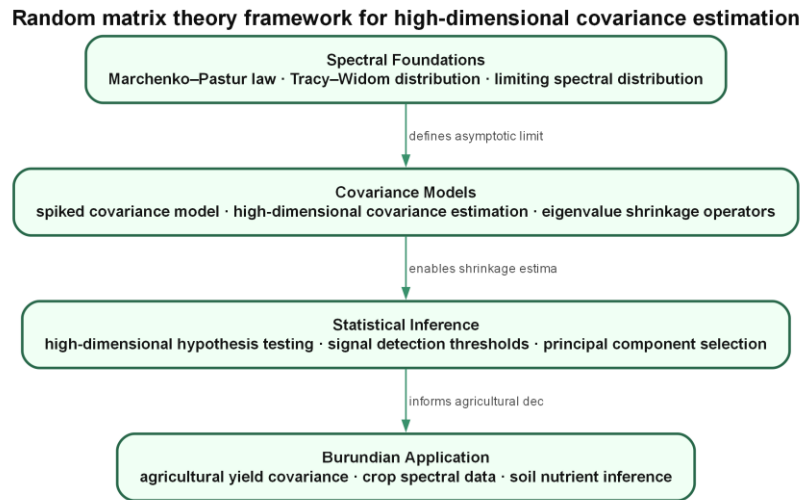 Random matrix theory framework for high-dimensional covariance estimation
Spectral Foundations
Marchenko–Pastur law · Tracy–Widom distribution · limiting spectral distribution
defines asymptotic limit
Covariance Models
spiked covariance model · high-dimensional covariance estimation · eigenvalue shrinkage operators
enables shrinkage estima
Statistical Inference
high-dimensional hypothesis testing · signal detection thresholds · principal component selection
informs agricultural dec
Burundian Application
agricultural yield covariance · crop spectral data · soil nutrient inference